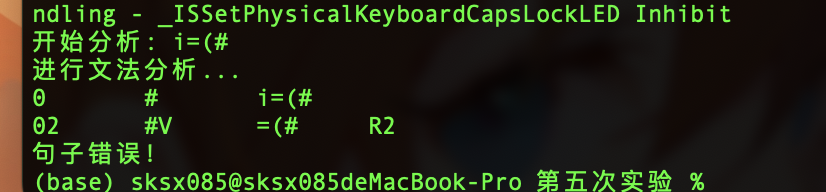 ndling - _ISSetPhysicalKeyboardCapsLockLED Inhibit
开始分析: i=(#
进行文法分析...
0 # i=(#
02 #V =(# R2
句子错误!
(base) sksx085@sksx085deMacBook-Pro 第五次实验 %